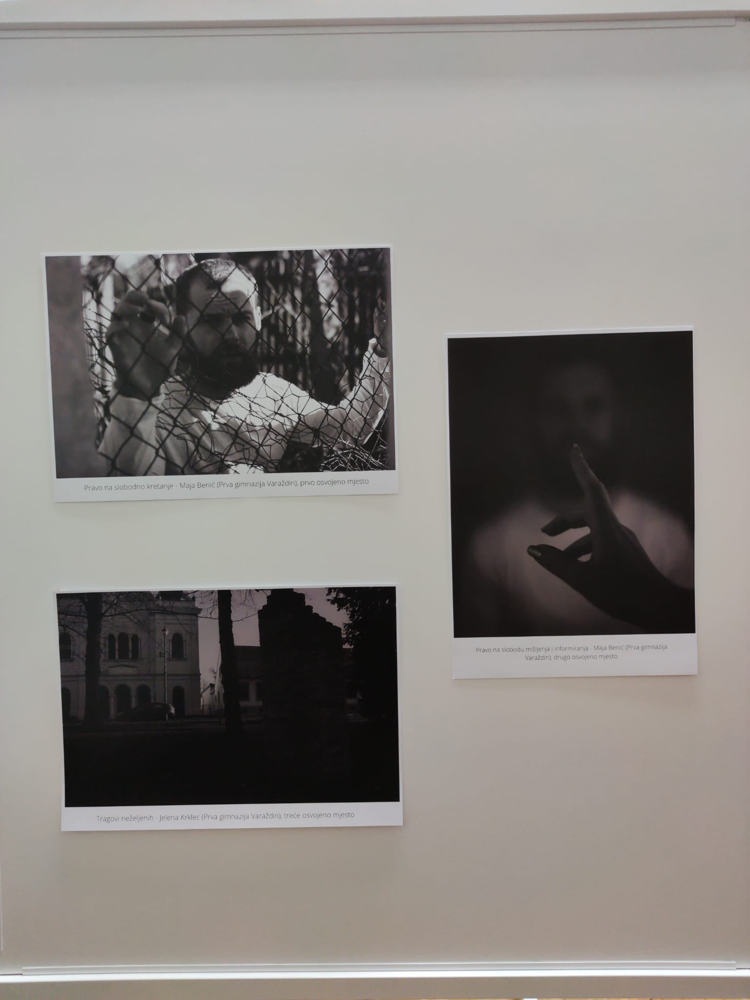 Pravo na slobodno kretanje - Maja Benić (Prva gimnazija Varaždin), prvo osvojeno mjesto
Pravo na slobodu mišljenja i informiranja - Maja Benić (Prva gimnazija
Varaždin), drugo osvojeno mjesto
Tragovi neželjenih - Jelena Krklec (Prva gimnazija Varaždin), treće osvojeno mjesto